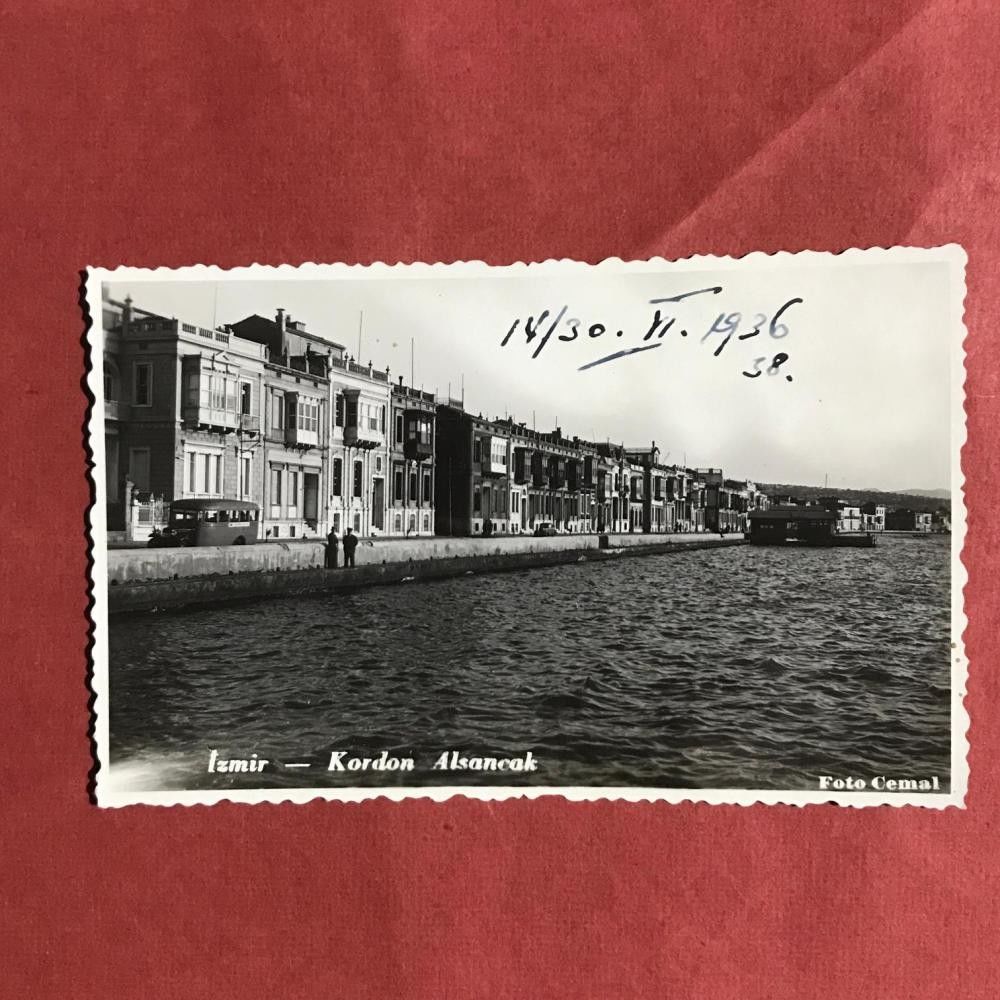 14/30. VI. 1936
38.
İzmir — Kordon Alsancak
Foto Cemal